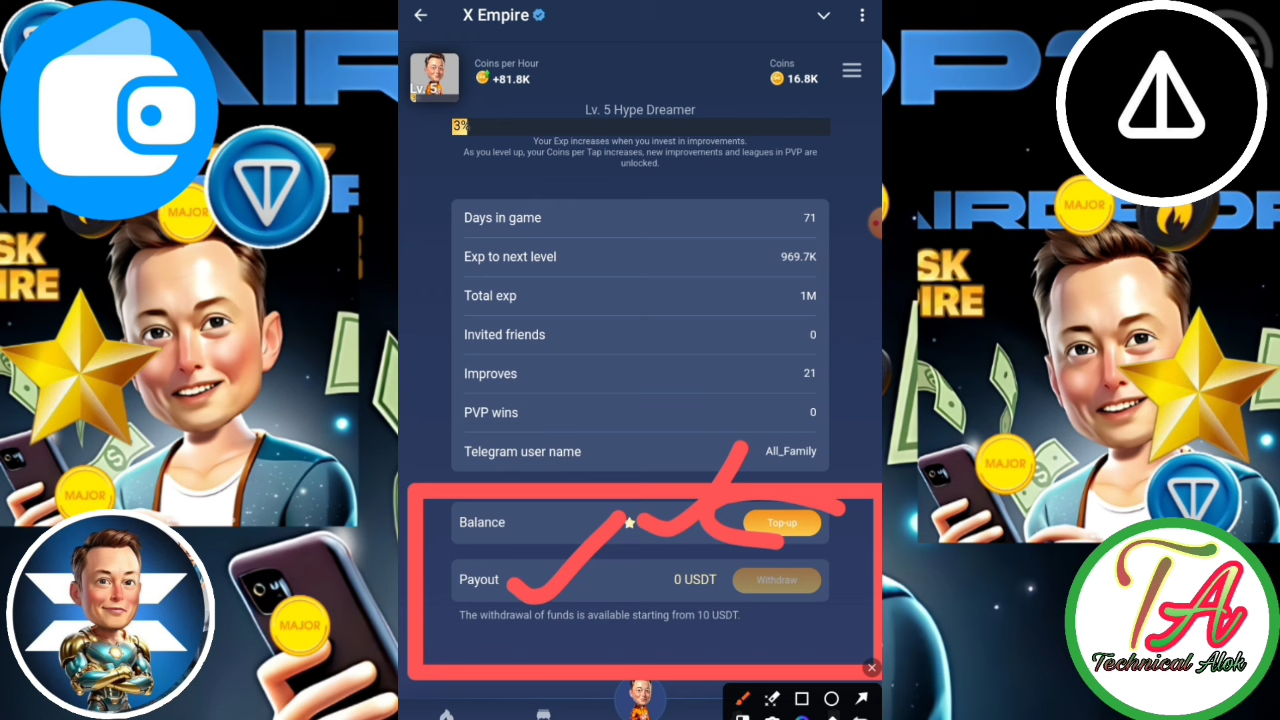 X Empire
Coins per Hour
+81.8K
Coins
16.8K
Lv. 5
Lv. 5 Hype Dreamer
3%
Your Exp increases when you invest in improvements.
As you level up, your Coins per Tap increases, new improvements and leagues in PVP are
unlocked.
Days in game 71
Exp to next level 969.7K
Total exp 1M
Invited friends 0
Improves 21
PVP wins 0
Telegram user name All_Family
Balance Top-up
Payout 0 USDT Withdraw
The withdrawal of funds is available starting from 10 USDT.
MAJOR
SK
IRE
MAJOR
MAJOR
MAJOR
SK
IRE
MAJOR
TA
Technical Alok